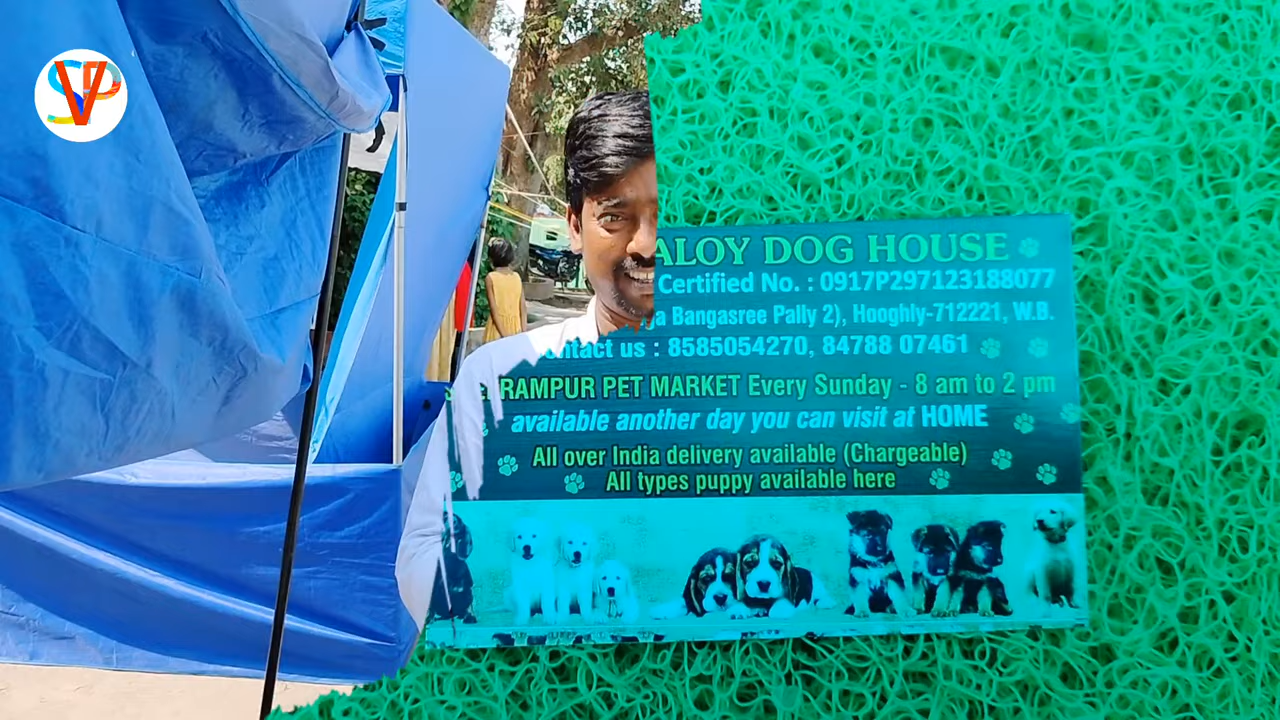 SVP
ALOY DOG HOUSE
Certified No. : 0917P297123188077
a Bangasree Pally 2), Hooghly-712221, W.B.
ntact us : 8585054270, 84788 07461
RAMPUR PET MARKET Every Sunday - 8 am to 2 pm
available another day you can visit at HOME
All over India delivery available (Chargeable)
All types puppy available here